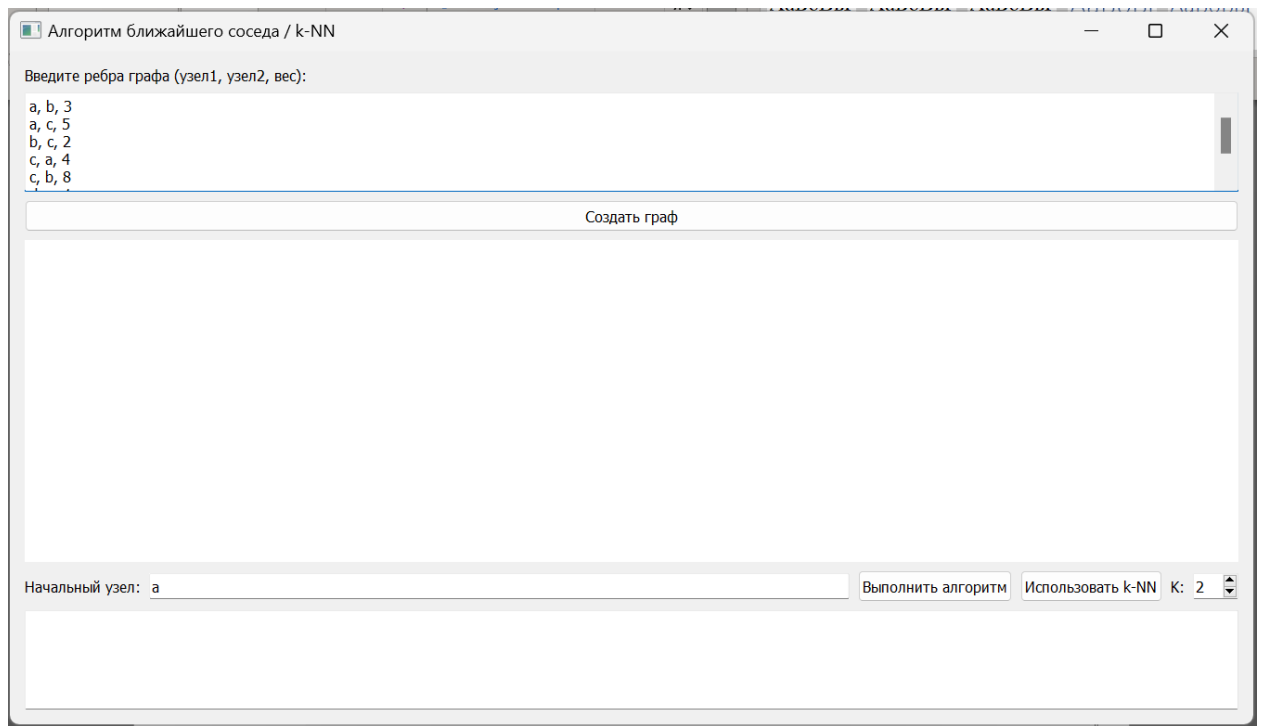 Алгоритм ближайшего соседа / k-NN
Введите ребра графа (узел1, узел2, вес):
a, b, 3
a, c, 5
b, c, 2
c, a, 4
c, b, 8
Создать граф
Начальный узел: a Выполнить алгоритм Использовать k-NN K: 2